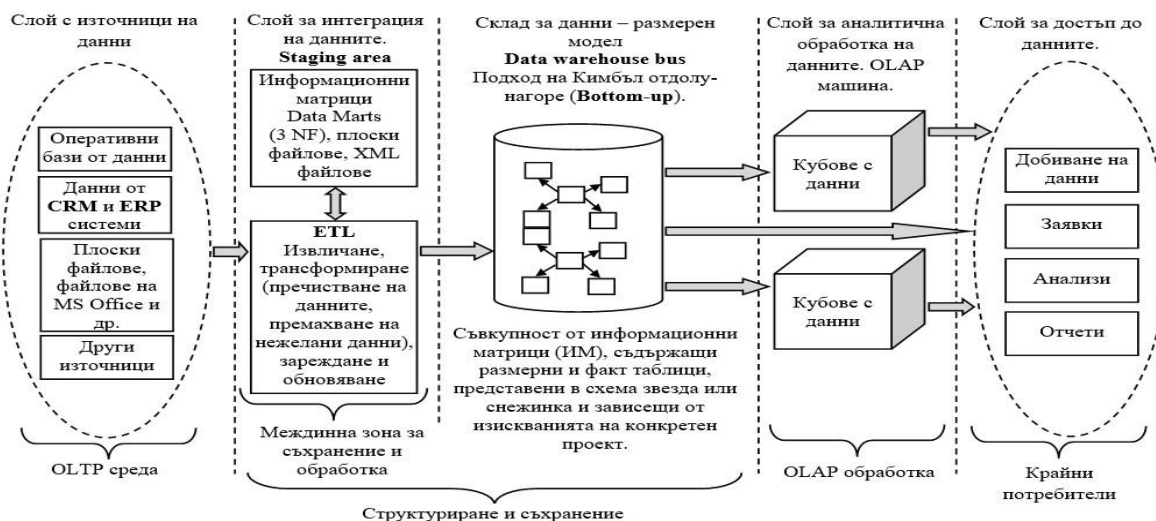 Слой с източници на
данни
Оперативни
бази от данни
Данни от
CRM и ERP
системи
Плоски
файлове,
файлове на
MS Office и
др.
Други
източници
OLTP среда
Слой за интеграция
на данните.
Staging area
Информационни
матрици
Data Marts
(3 NF), плоски
файлове, XML
файлове
ETL
Извличане,
трансформиране
(пречистване на
данните,
премахване на
нежелани данни),
зареждане и
обновяване
Междинна зона за
съхранение и
обработка
Склад за данни – размерен
модел
Data warehouse bus
Подход на Кимбъл отдолу-
нагоре (Bottom-up).
Съвкупност от информационни
матрици (ИМ), съдържащи
размерни и факт таблици,
представени в схема звезда или
снежинка и зависещи от
изискванията на конкретен
проект.
Структуриране и съхранение
Слой за аналитична
обработка на
данните. OLAP
машина.
Кубове с
данни
Кубове с
данни
OLAP обработка
Слой за достъп до
данните.
Добиване на
данни
Заявки
Анализи
Отчети
Крайни
потребители